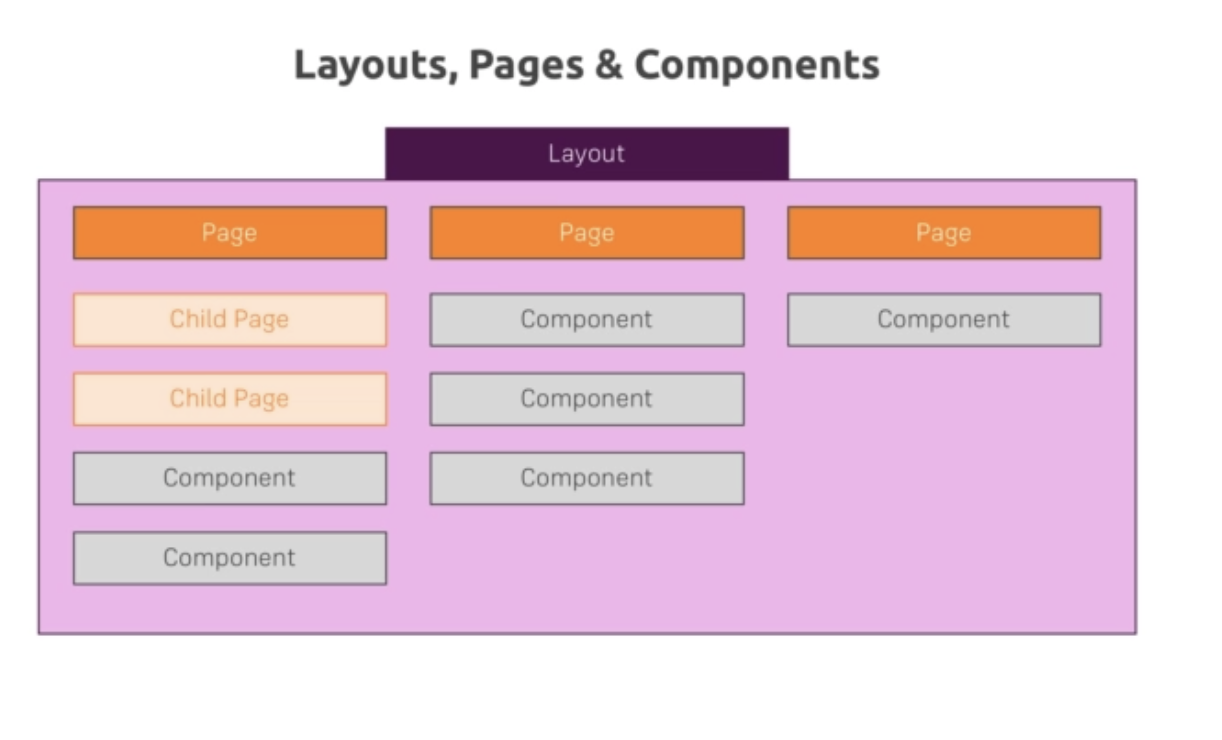 Layouts, Pages & Components
Layout
Page
Page
Page
Child Page
Component
Component
Child Page
Component
Component
Component
Component